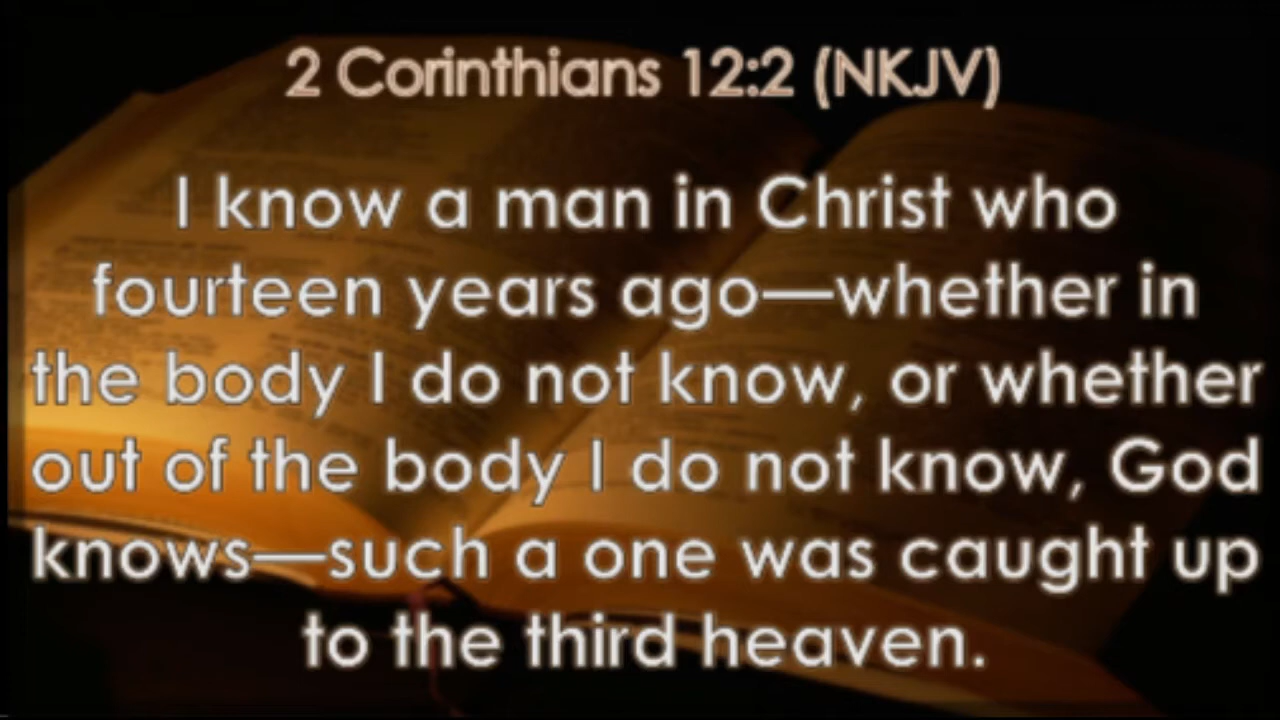 2 Corinthians 12:2 (NKJV)
I know a man in Christ who
fourteen years ago—whether in
the body I do not know, or whether
out of the body I do not know, God
knows—such a one was caught up
to the third heaven.